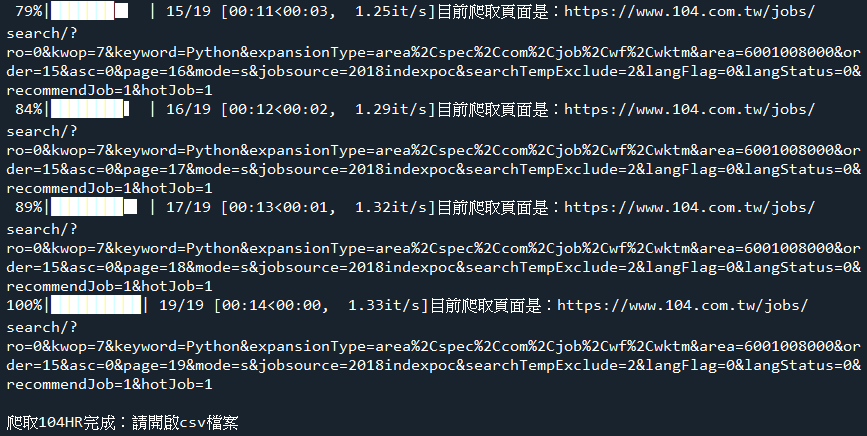 79%|███████▉  | 15/19 [00:11<00:03,  1.25it/s]目前爬取頁面是：https://www.104.com.tw/jobs/
search/?
ro=0&kwop=7&keyword=Python&expansionType=area%2Cspec%2Ccom%2Cjob%2Cwf%2Cwktm&area=6001008000&or
der=15&asc=0&page=16&mode=s&jobsource=2018indexpoc&searchTempExclude=2&langFlag=0&langStatus=0&
recommendJob=1&hotJob=1
84%|████████▍ | 16/19 [00:12<00:02,  1.29it/s]目前爬取頁面是：https://www.104.com.tw/jobs/
search/?
ro=0&kwop=7&keyword=Python&expansionType=area%2Cspec%2Ccom%2Cjob%2Cwf%2Cwktm&area=6001008000&or
der=15&asc=0&page=17&mode=s&jobsource=2018indexpoc&searchTempExclude=2&langFlag=0&langStatus=0&
recommendJob=1&hotJob=1
89%|████████▉ | 17/19 [00:13<00:01,  1.32it/s]目前爬取頁面是：https://www.104.com.tw/jobs/
search/?
ro=0&kwop=7&keyword=Python&expansionType=area%2Cspec%2Ccom%2Cjob%2Cwf%2Cwktm&area=6001008000&or
der=15&asc=0&page=18&mode=s&jobsource=2018indexpoc&searchTempExclude=2&langFlag=0&langStatus=0&
recommendJob=1&hotJob=1
100%|██████████| 19/19 [00:14<00:00,  1.33it/s]目前爬取頁面是：https://www.104.com.tw/jobs/
search/?
ro=0&kwop=7&keyword=Python&expansionType=area%2Cspec%2Ccom%2Cjob%2Cwf%2Cwktm&area=6001008000&or
der=15&asc=0&page=19&mode=s&jobsource=2018indexpoc&searchTempExclude=2&langFlag=0&langStatus=0&
recommendJob=1&hotJob=1
爬取104HR完成：請開啟csv檔案